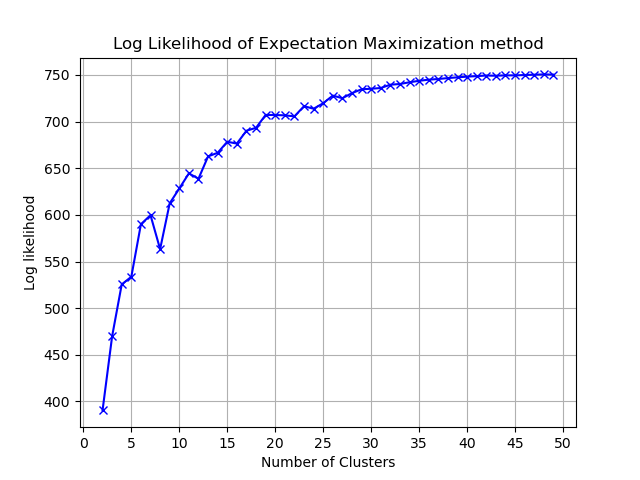 Log Likelihood of Expectation Maximization method
750
700
650
600
550
500
450
400
Log likelihood
0 5 10 15 20 25 30 35 40 45 50
Number of Clusters